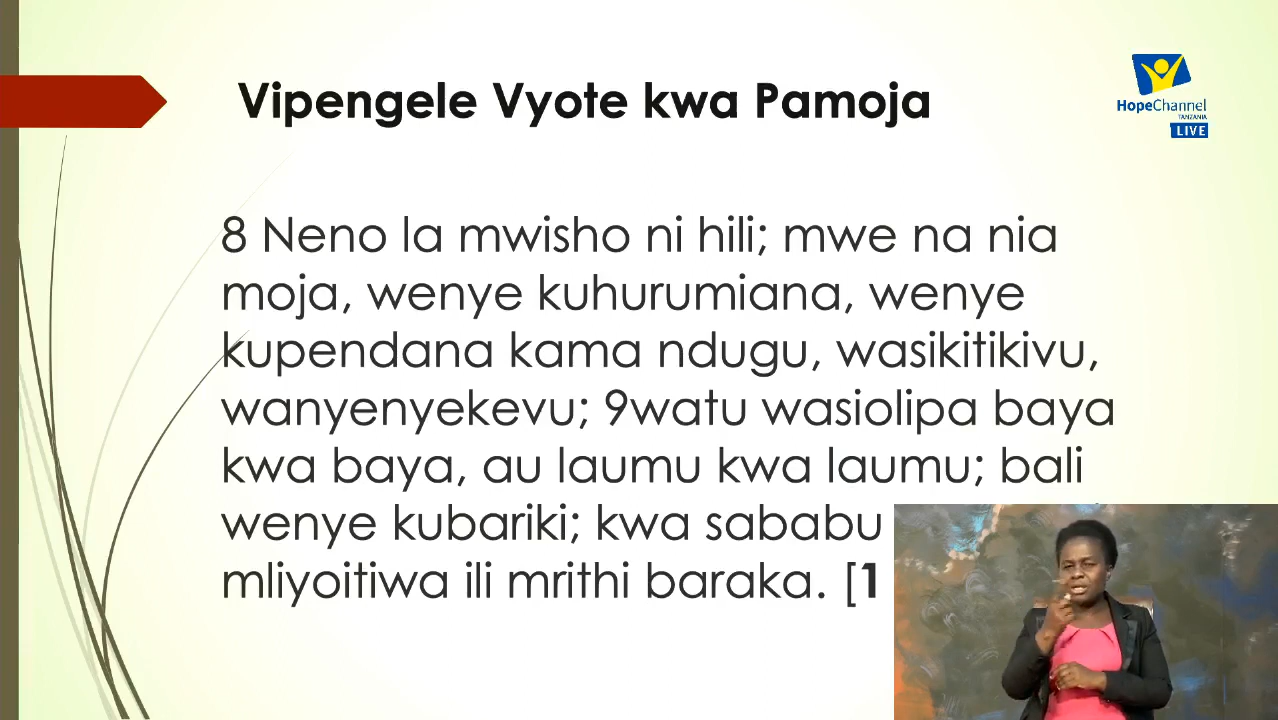 Vipengele Vyote kwa Pamoja
HopeChannel
TANZANIA
LIVE
8 Neno la mwisho ni hili; mwe na nia
moja, wenye kuhurumiana, wenye
kupendana kama ndugu, wasikitikivu,
wanyenyekevu; 9watu wasiolipa baya
kwa baya, au laumu kwa laumu; bali
wenye kubariki; kwa sababu
mliyoitiwa ili mrithi baraka. [1